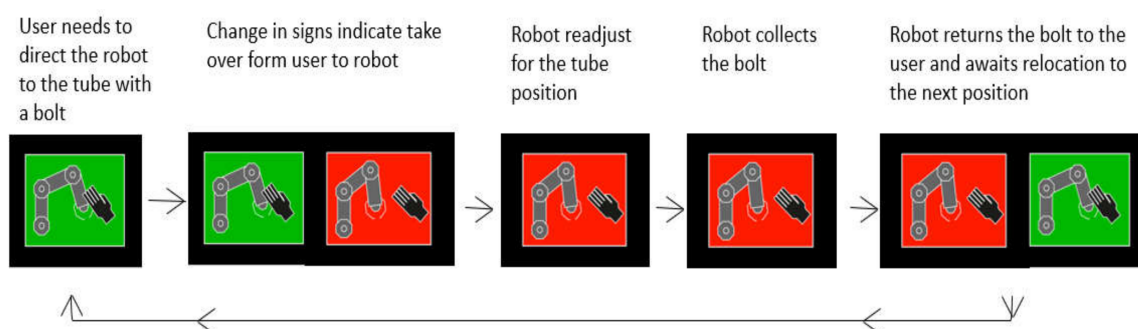 User needs to
direct the robot
to the tube with
a bolt
Change in signs indicate take
over form user to robot
Robot readjust
for the tube
position
Robot collects
the bolt
Robot returns the bolt to the
user and awaits relocation to
the next position